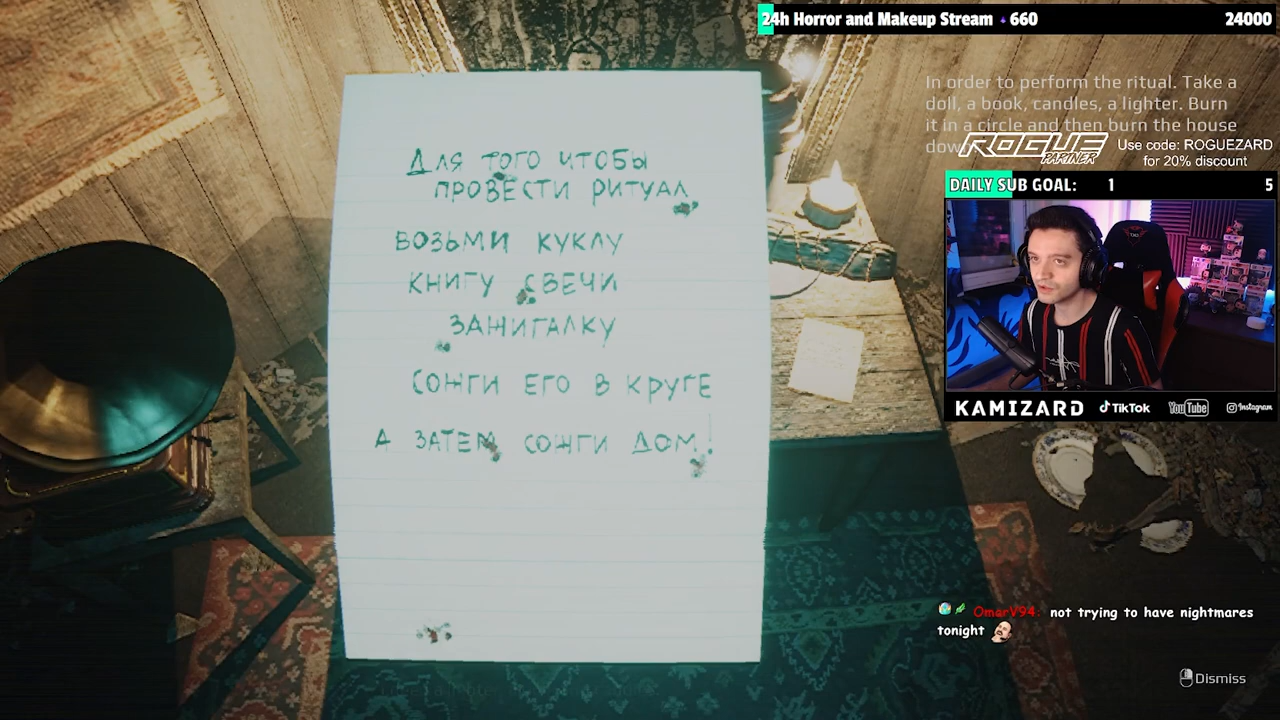 24h Horror and Makeup Stream 660 24000
In order to perform the ritual. Take a
doll, a book, candles, a lighter. Burn
it in a circle and then burn the house
ROGUE
PARTNER
Use code: ROGUEZARD
for 20% discount
DAILY SUB GOAL: 1 5
Для того чтобы
провести ритуал
возьми куклу
книгу свечи
зажигалку
сожги его в круге
а затем сожги дом!
KAMIZARD TikTok YouTube Instagram
OmarV94: not trying to have nightmares
tonight
Dismiss